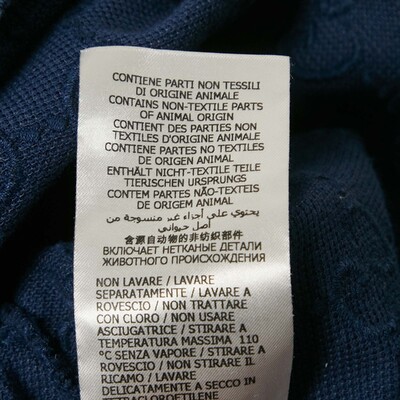 CONTIENE PARTI NON TESSILI
DI ORIGINE ANIMALE
CONTAINS NON-TEXTILE PARTS
OF ANIMAL ORIGIN
CONTIENT DES PARTIES NON
TEXTILES D'ORIGINE ANIMALE
CONTIENE PARTES NO TEXTILES
DE ORIGEN ANIMAL
ENTHÄLT NICHT-TEXTILE TEILE
TIERISCHEN URSPRUNGS
CONTEM PARTES NÃO-TEXTEIS
DE ORIGEM ANIMAL
يحتوي على أجزاء غير منسوجة من
أصل حيواني
含源自动物的非纺织部件
ВКЛЮЧАЕТ НЕТКАНЫЕ ДЕТАЛИ
ЖИВОТНОГО ПРОИСХОЖДЕНИЯ
NON LAVARE / LAVARE
SEPARATAMENTE / LAVARE A
ROVESCIO / NON TRATTARE
CON CLORO / NON USARE
ASCIUGATRICE / STIRARE A
TEMPERATURA MASSIMA 110
°C SENZA VAPORE / STIRARE A
ROVESCIO / NON STIRARE IL
RICAMO / LAVARE
DELICATAMENTE A SECCO IN
TETRACLOROETILENE